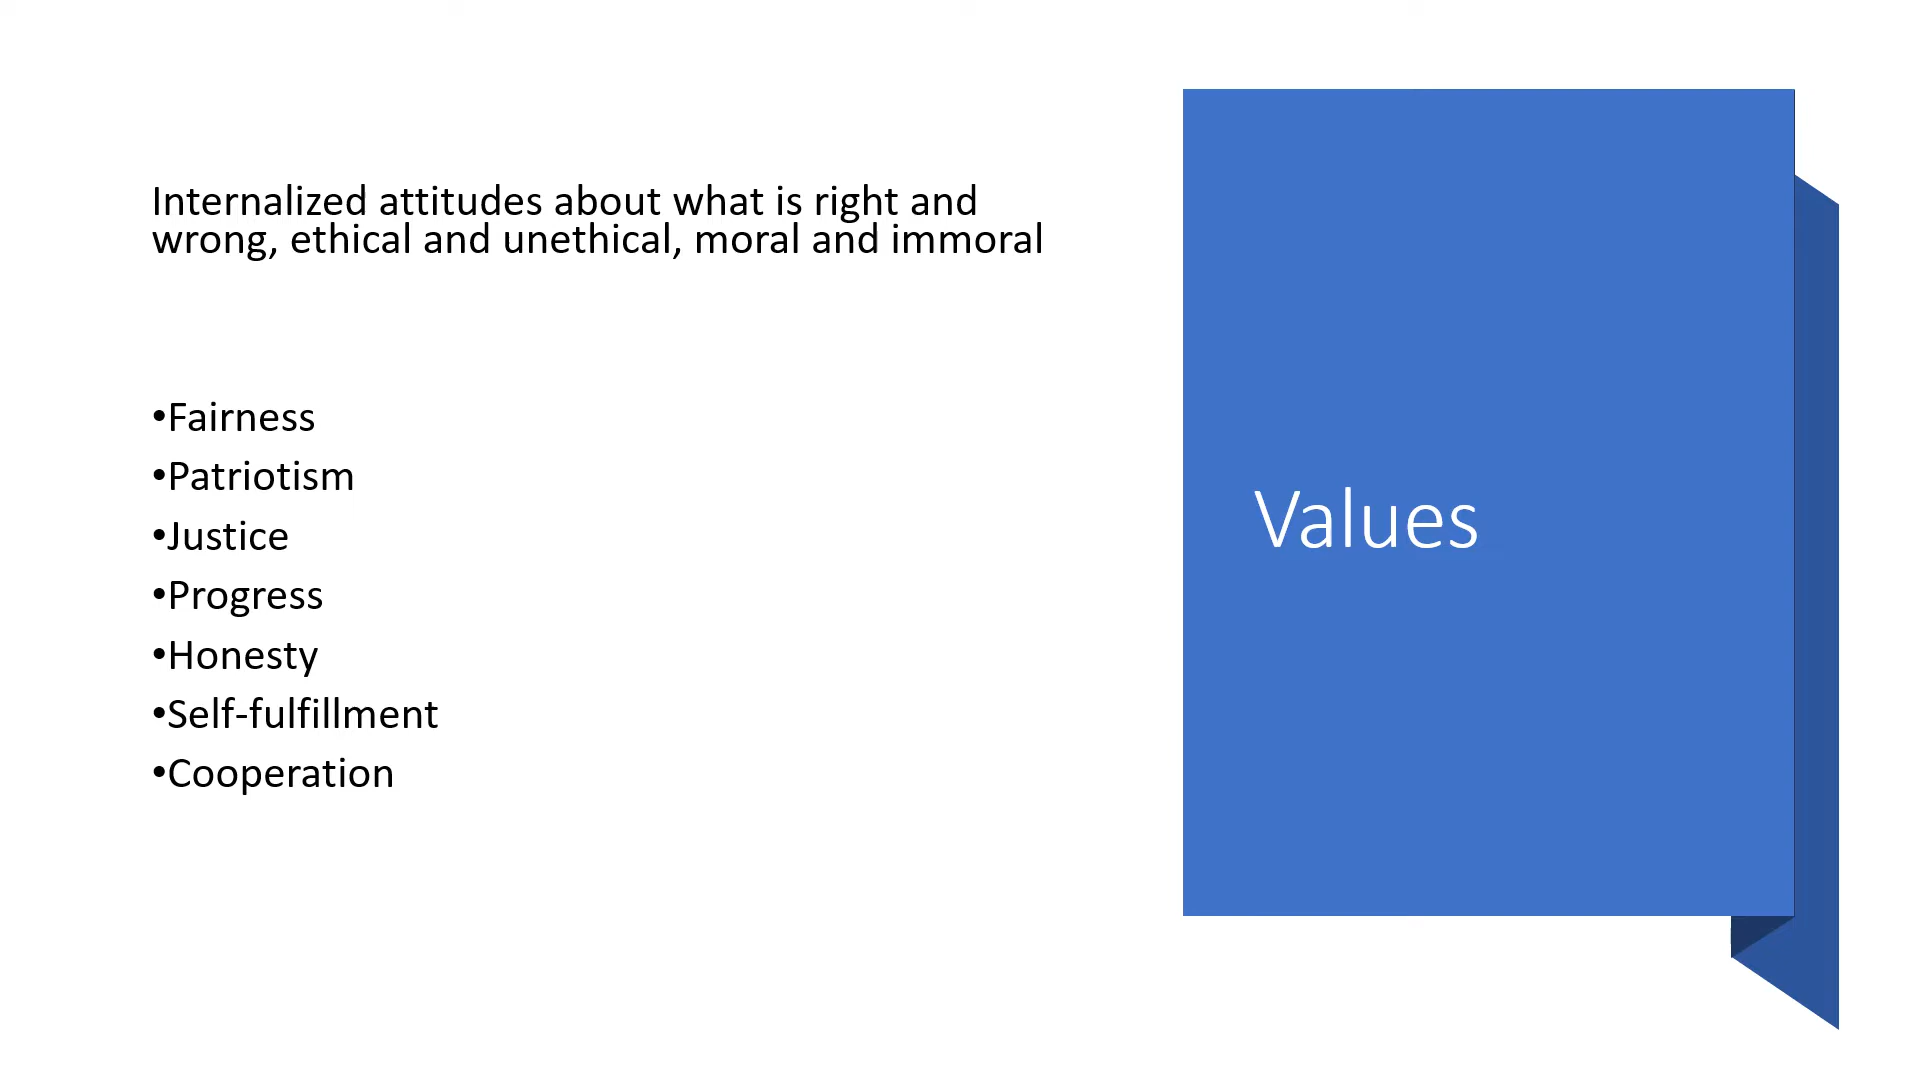 Internalized attitudes about what is right and
wrong, ethical and unethical, moral and immoral
•Fairness
•Patriotism
•Justice
•Progress
•Honesty
•Self-fulfillment
•Cooperation
Values